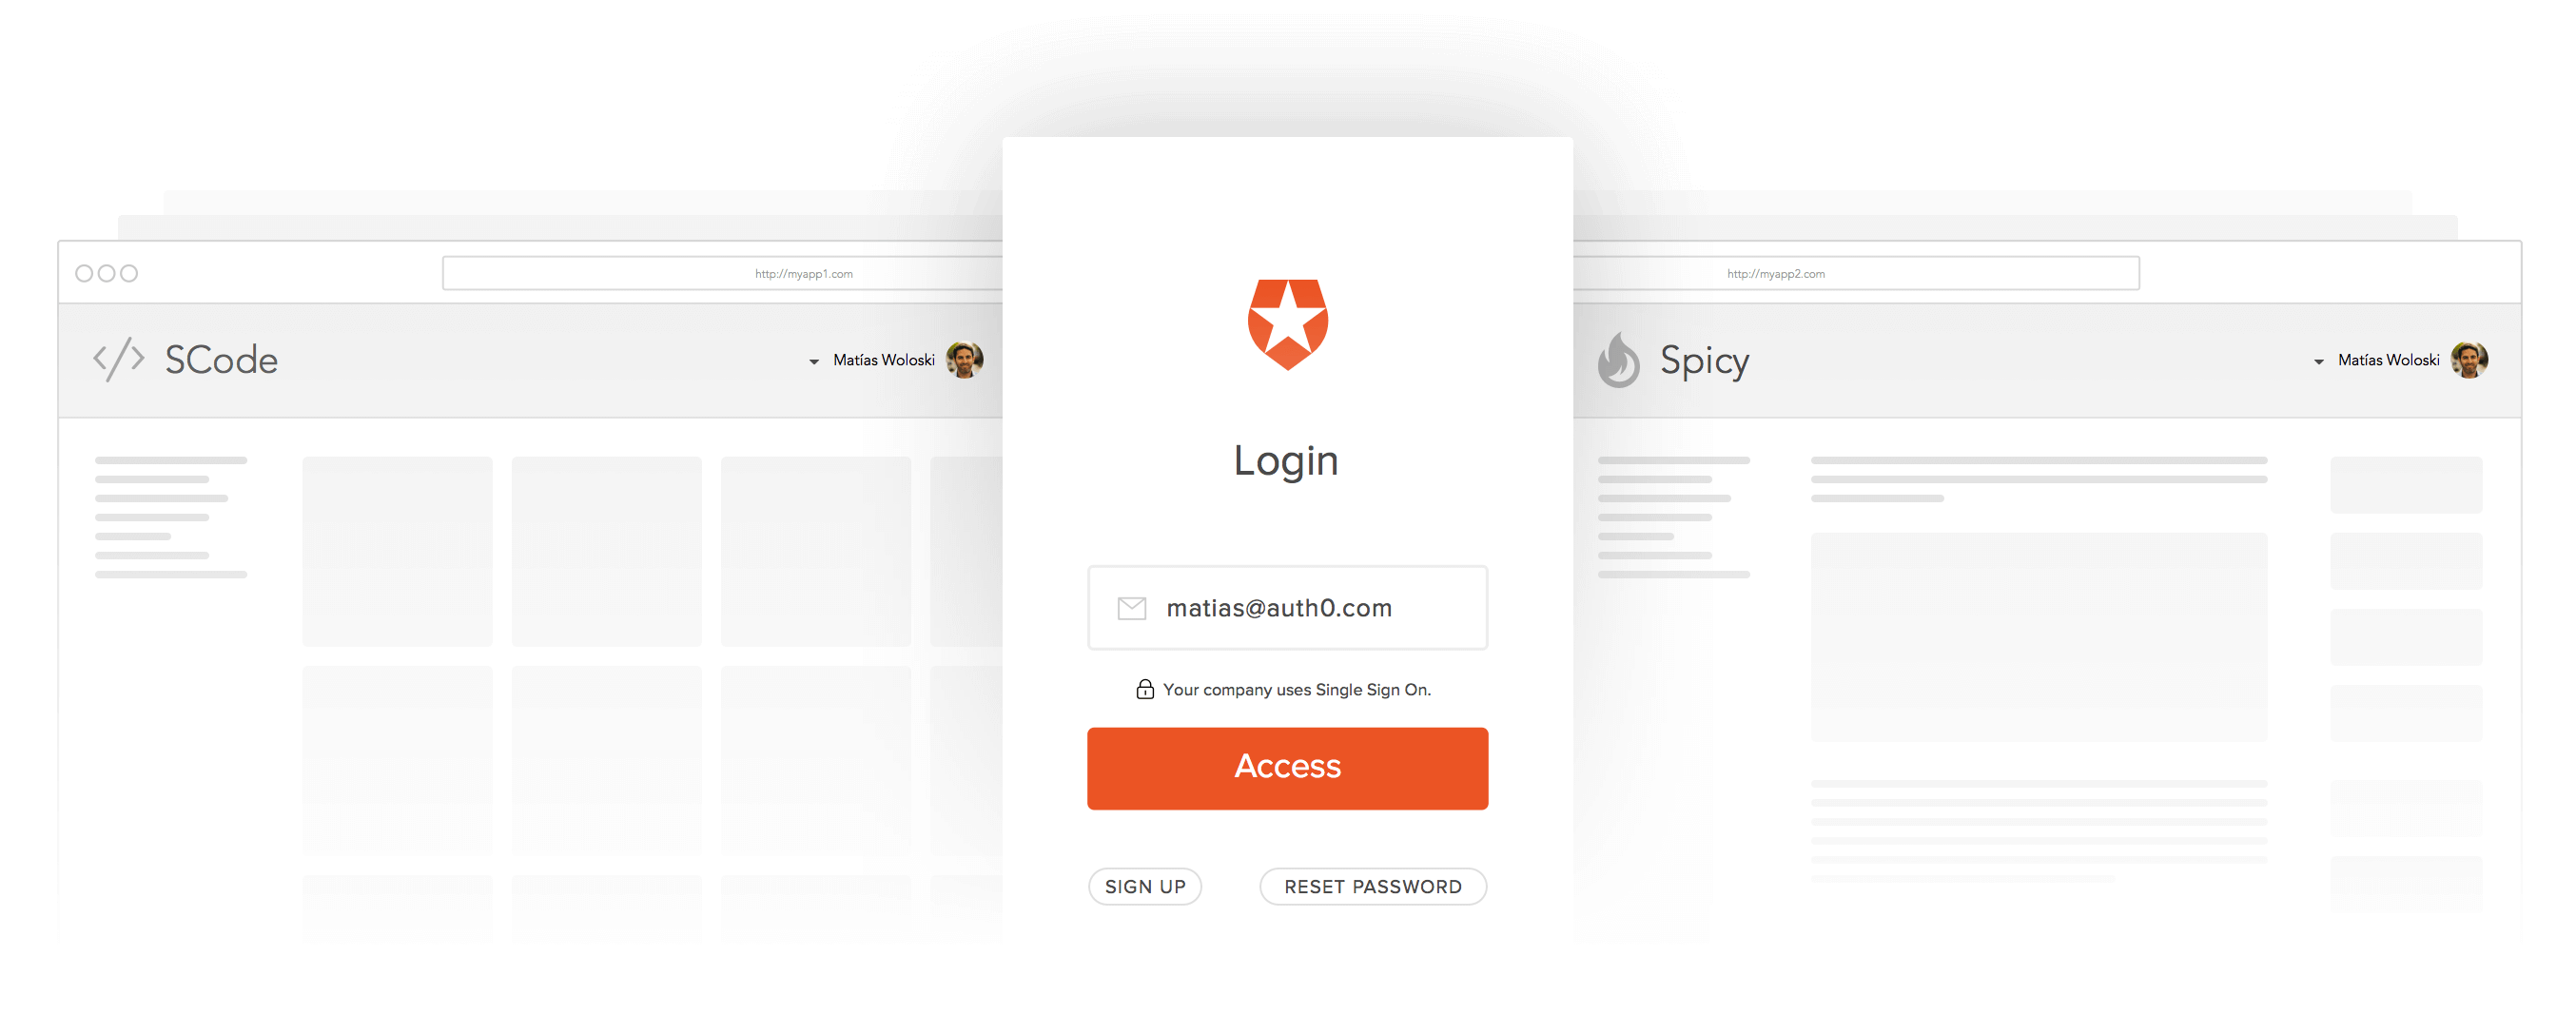 http://myapp1.com
SCode
Matías Woloski
Login
matias@auth0.com
Your company uses Single Sign On.
Access
SIGN UP
RESET PASSWORD
http://myapp2.com
Spicy
Matías Woloski